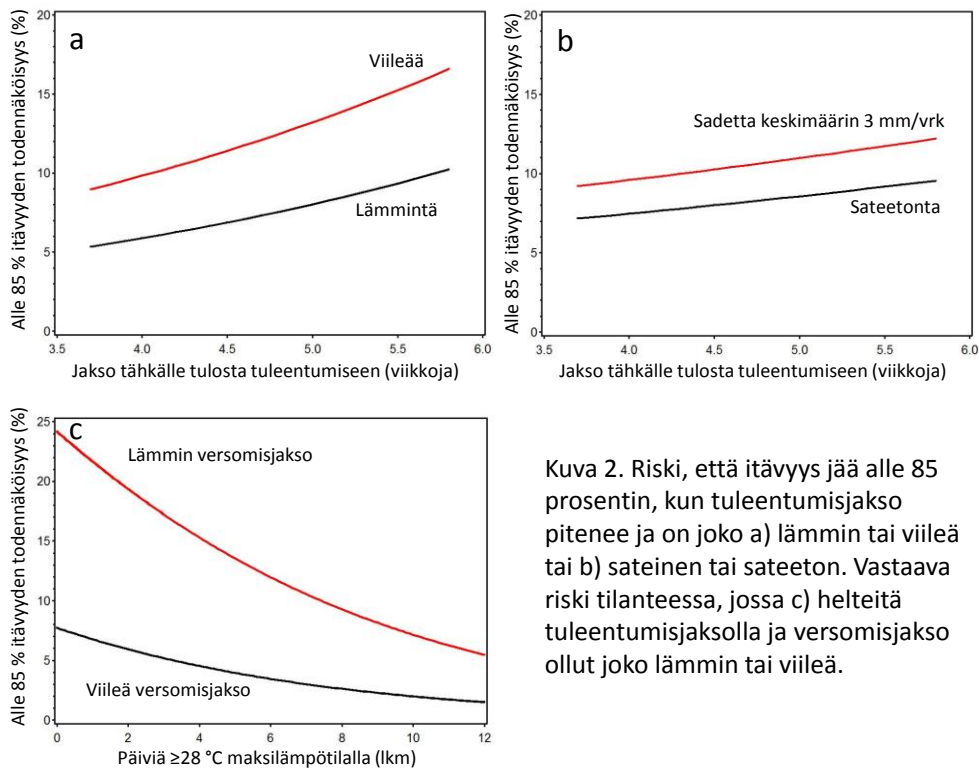 Alle 85 % itävyyden todennäköisyys (%)
20
15
10
5
0
a
Viileää
Lämmintä
3.5 4.0 4.5 5.0 5.5 6.0
Jakso tähkälle tulosta tuleentumiseen (viikkoja)
Alle 85 % itävyyden todennäköisyys (%)
20
15
10
5
0
b
Sadetta keskimäärin 3 mm/vrk
Sateetonta
3.5 4.0 4.5 5.0 5.5 6.0
Jakso tähkälle tulosta tuleentumiseen (viikkoja)
Alle 85 % itävyyden todennäköisyys (%)
25
20
15
10
5
0
c
Lämmin versomisjakso
Viileä versomisjakso
0 2 4 6 8 10 12
Päiviä ≥28 °C maksilämpötilalla (lkm)
Kuva 2. Riski, että itävyys jää alle 85
prosentin, kun tuleentumisjakso
pitenee ja on joko a) lämmin tai viileä
tai b) sateinen tai sateeton. Vastaava
riski tilanteessa, jossa c) helteitä
tuleentumisjaksolla ja versomisjakso
ollut joko lämmin tai viileä.